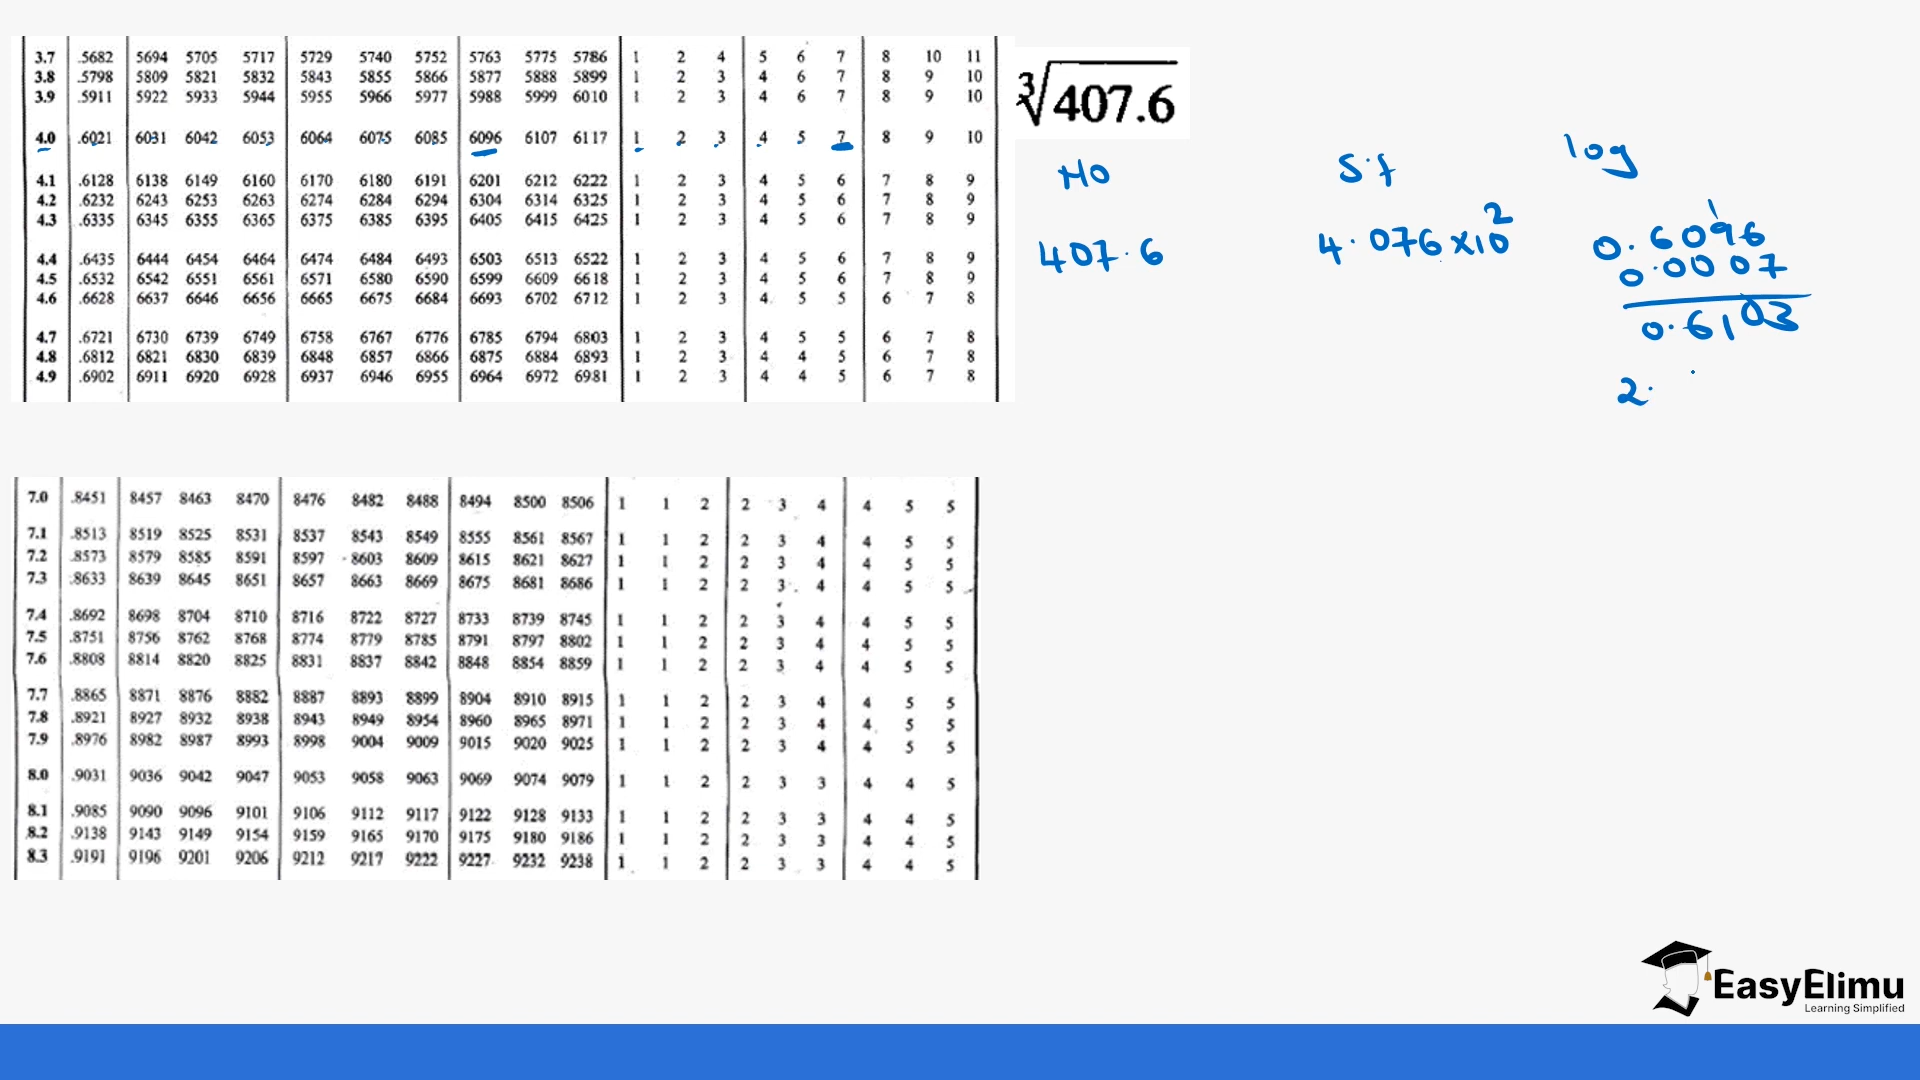 3.7 .5682 5694 5705 5717 5729 5740 5752 5763 5775 5786 1 2 4 5 6 7 8 10 11
3.8 .5798 5809 5821 5832 5843 5855 5866 5877 5888 5899 1 2 3 4 6 7 8 9 10
3.9 .5911 5922 5933 5944 5955 5966 5977 5988 5999 6010 1 2 3 4 6 7 8 9 10
4.0 .6021 6031 6042 6053 6064 6075 6085 6096 6107 6117 1 2 3 4 5 7 8 9 10
4.1 .6128 6138 6149 6160 6170 6180 6191 6201 6212 6222 1 2 3 4 5 6 7 8 9
4.2 .6232 6243 6253 6263 6274 6284 6294 6304 6314 6325 1 2 3 4 5 6 7 8 9
4.3 .6335 6345 6355 6365 6375 6385 6395 6405 6415 6425 1 2 3 4 5 6 7 8 9
4.4 .6435 6444 6454 6464 6474 6484 6493 6503 6513 6522 1 2 3 4 5 6 7 8 9
4.5 .6532 6542 6551 6561 6571 6580 6590 6599 6609 6618 1 2 3 4 5 6 7 8 9
4.6 .6628 6637 6646 6656 6665 6675 6684 6693 6702 6712 1 2 3 4 5 5 6 7 8
4.7 .6721 6730 6739 6749 6758 6767 6776 6785 6794 6803 1 2 3 4 5 5 6 7 8
4.8 .6812 6821 6830 6839 6848 6857 6866 6875 6884 6893 1 2 3 4 4 5 6 7 8
4.9 .6902 6911 6920 6928 6937 6946 6955 6964 6972 6981 1 2 3 4 4 5 6 7 8
∛407.6
No S.f log
407.6 4.076×10² 0.6096
0.0007
0.6103
2.
7.0 .8451 8457 8463 8470 8476 8482 8488 8494 8500 8506 1 1 2 2 3 4 4 5 5
7.1 .8513 8519 8525 8531 8537 8543 8549 8555 8561 8567 1 1 2 2 3 4 4 5 5
7.2 .8573 8579 8585 8591 8597 8603 8609 8615 8621 8627 1 1 2 2 3 4 4 5 5
7.3 .8633 8639 8645 8651 8657 8663 8669 8675 8681 8686 1 1 2 2 3 4 4 5 5
7.4 .8692 8698 8704 8710 8716 8722 8727 8733 8739 8745 1 1 2 2 3 4 4 5 5
7.5 .8751 8756 8762 8768 8774 8779 8785 8791 8797 8802 1 1 2 2 3 4 4 5 5
7.6 .8808 8814 8820 8825 8831 8837 8842 8848 8854 8859 1 1 2 2 3 4 4 5 5
7.7 .8865 8871 8876 8882 8887 8893 8899 8904 8910 8915 1 1 2 2 3 4 4 5 5
7.8 .8921 8927 8932 8938 8943 8949 8954 8960 8965 8971 1 1 2 2 3 4 4 5 5
7.9 .8976 8982 8987 8993 8998 9004 9009 9015 9020 9025 1 1 2 2 3 4 4 5 5
8.0 .9031 9036 9042 9047 9053 9058 9063 9069 9074 9079 1 1 2 2 3 3 4 4 5
8.1 .9085 9090 9096 9101 9106 9112 9117 9122 9128 9133 1 1 2 2 3 3 4 4 5
8.2 .9138 9143 9149 9154 9159 9165 9170 9175 9180 9186 1 1 2 2 3 3 4 4 5
8.3 .9191 9196 9201 9206 9212 9217 9222 9227 9232 9238 1 1 2 2 3 3 4 4 5
EasyElimu
Learning Simplified